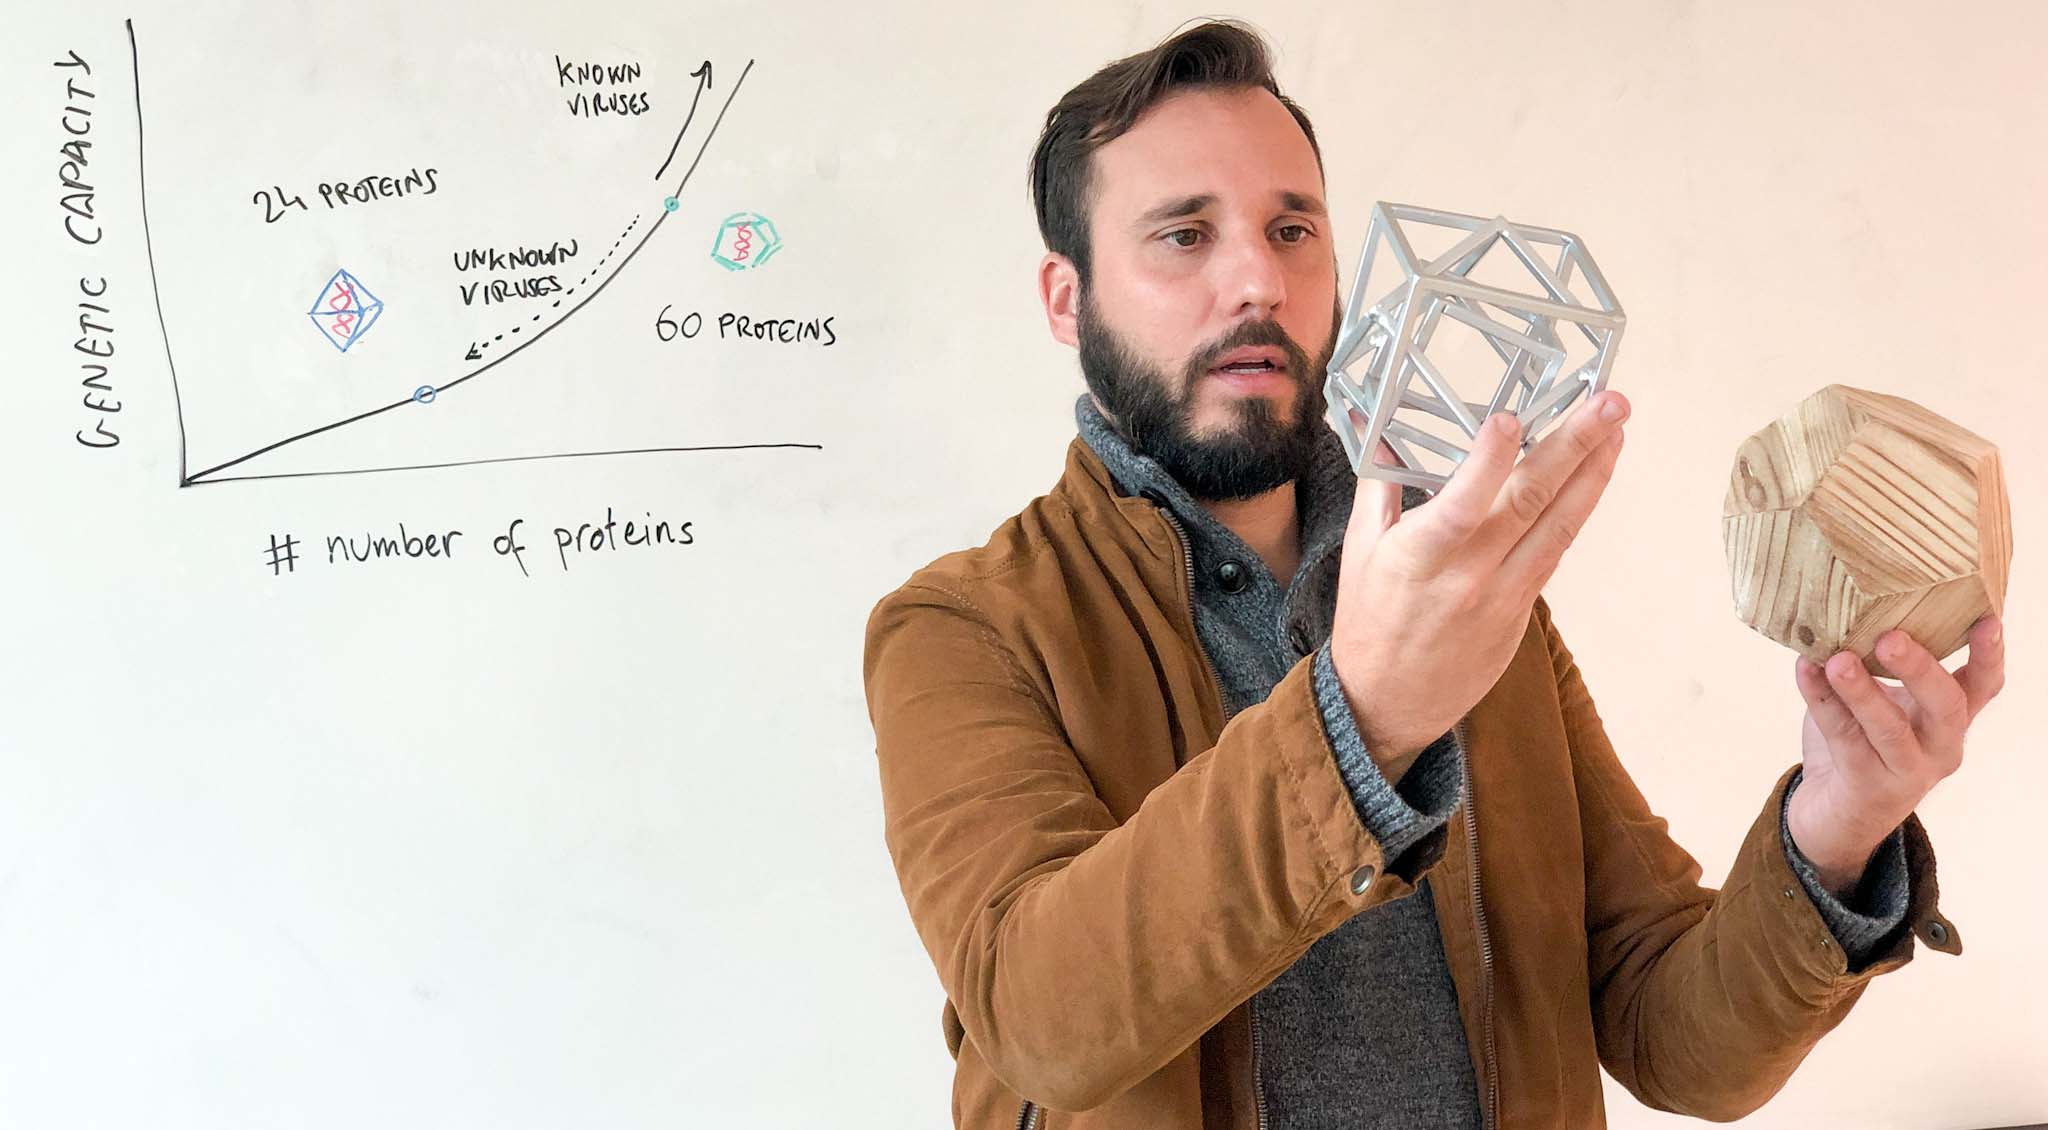 GENETIC CAPACITY
KNOWN
VIRUSES
24 PROTEINS
UNKNOWN
VIRUSES
60 PROTEINS
# number of proteins